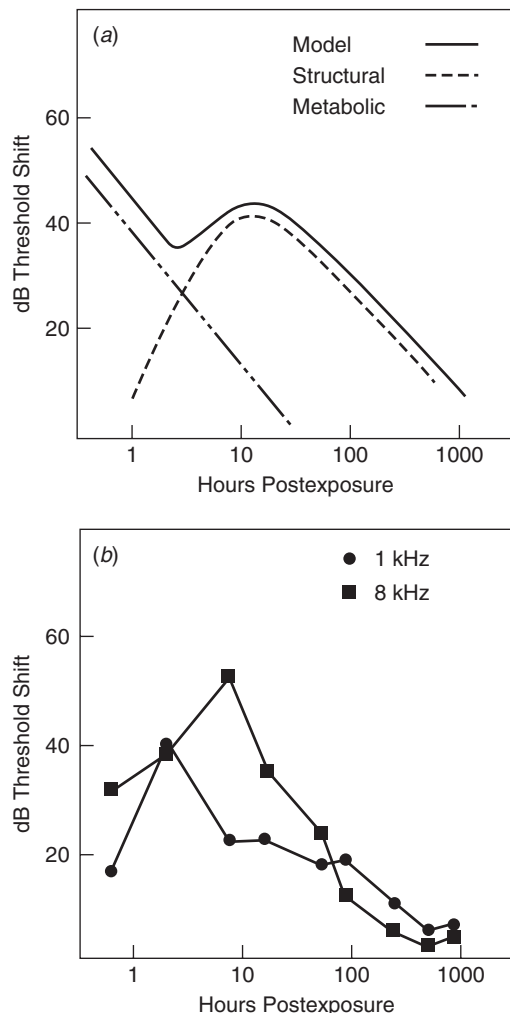 (a)
Model
Structural
Metabolic
60
40
20
dB Threshold Shift
1 10 100 1000
Hours Postexposure
(b)
1 kHz
8 kHz
60
40
20
dB Threshold Shift
1 10 100 1000
Hours Postexposure